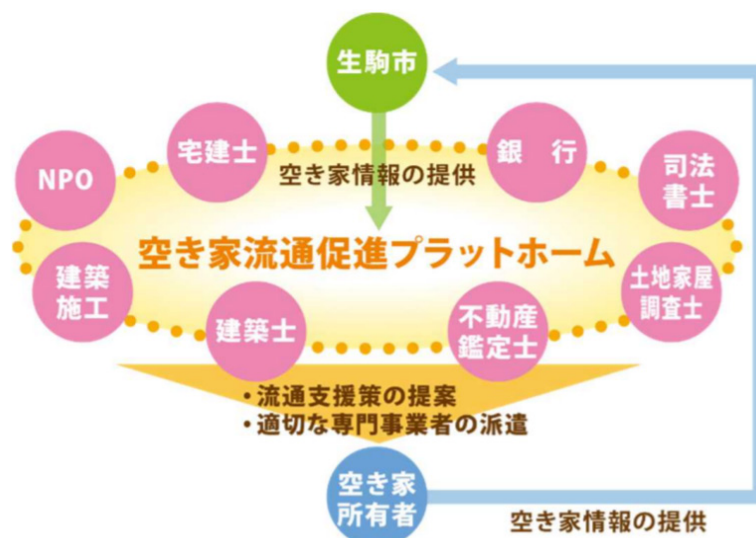 生駒市
宅建士
銀　行
NPO
空き家情報の提供
司法
書士
空き家流通促進プラットホーム
建築
施工
土地家屋
調査士
建築士
不動産
鑑定士
・流通支援策の提案
・適切な専門事業者の派遣
空き家
所有者
空き家情報の提供